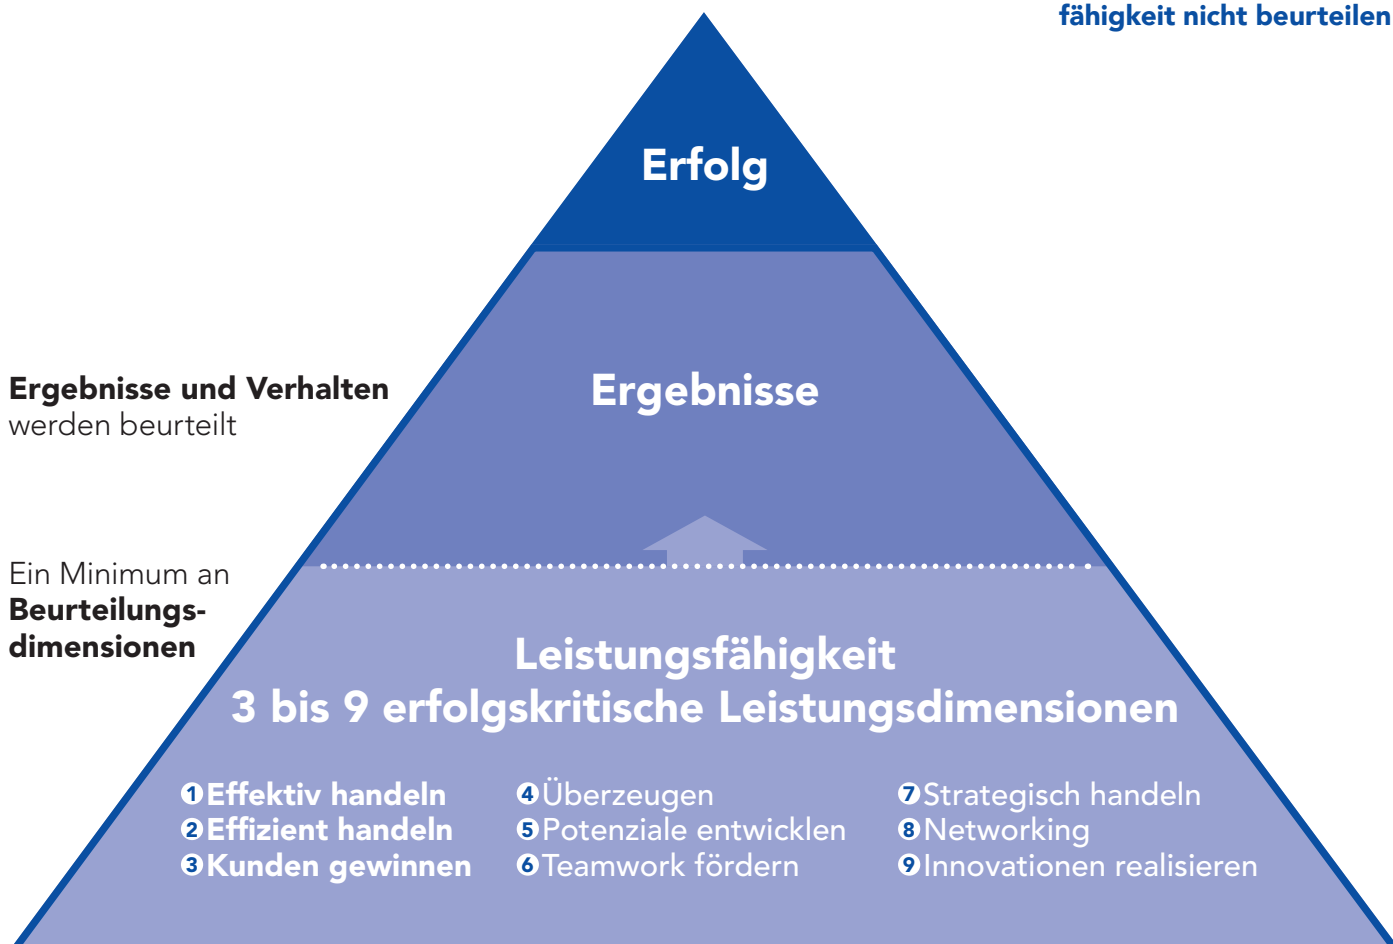 fähigkeit nicht beurteilen
Erfolg
Ergebnisse und Verhalten
werden beurteilt
Ergebnisse
Ein Minimum an
Beurteilungs-
dimensionen
Leistungsfähigkeit
3 bis 9 erfolgskritische Leistungsdimensionen
1 Effektiv handeln
2 Effizient handeln
3 Kunden gewinnen
4 Überzeugen
5 Potenziale entwicklen
6 Teamwork fördern
7 Strategisch handeln
8 Networking
9 Innovationen realisieren